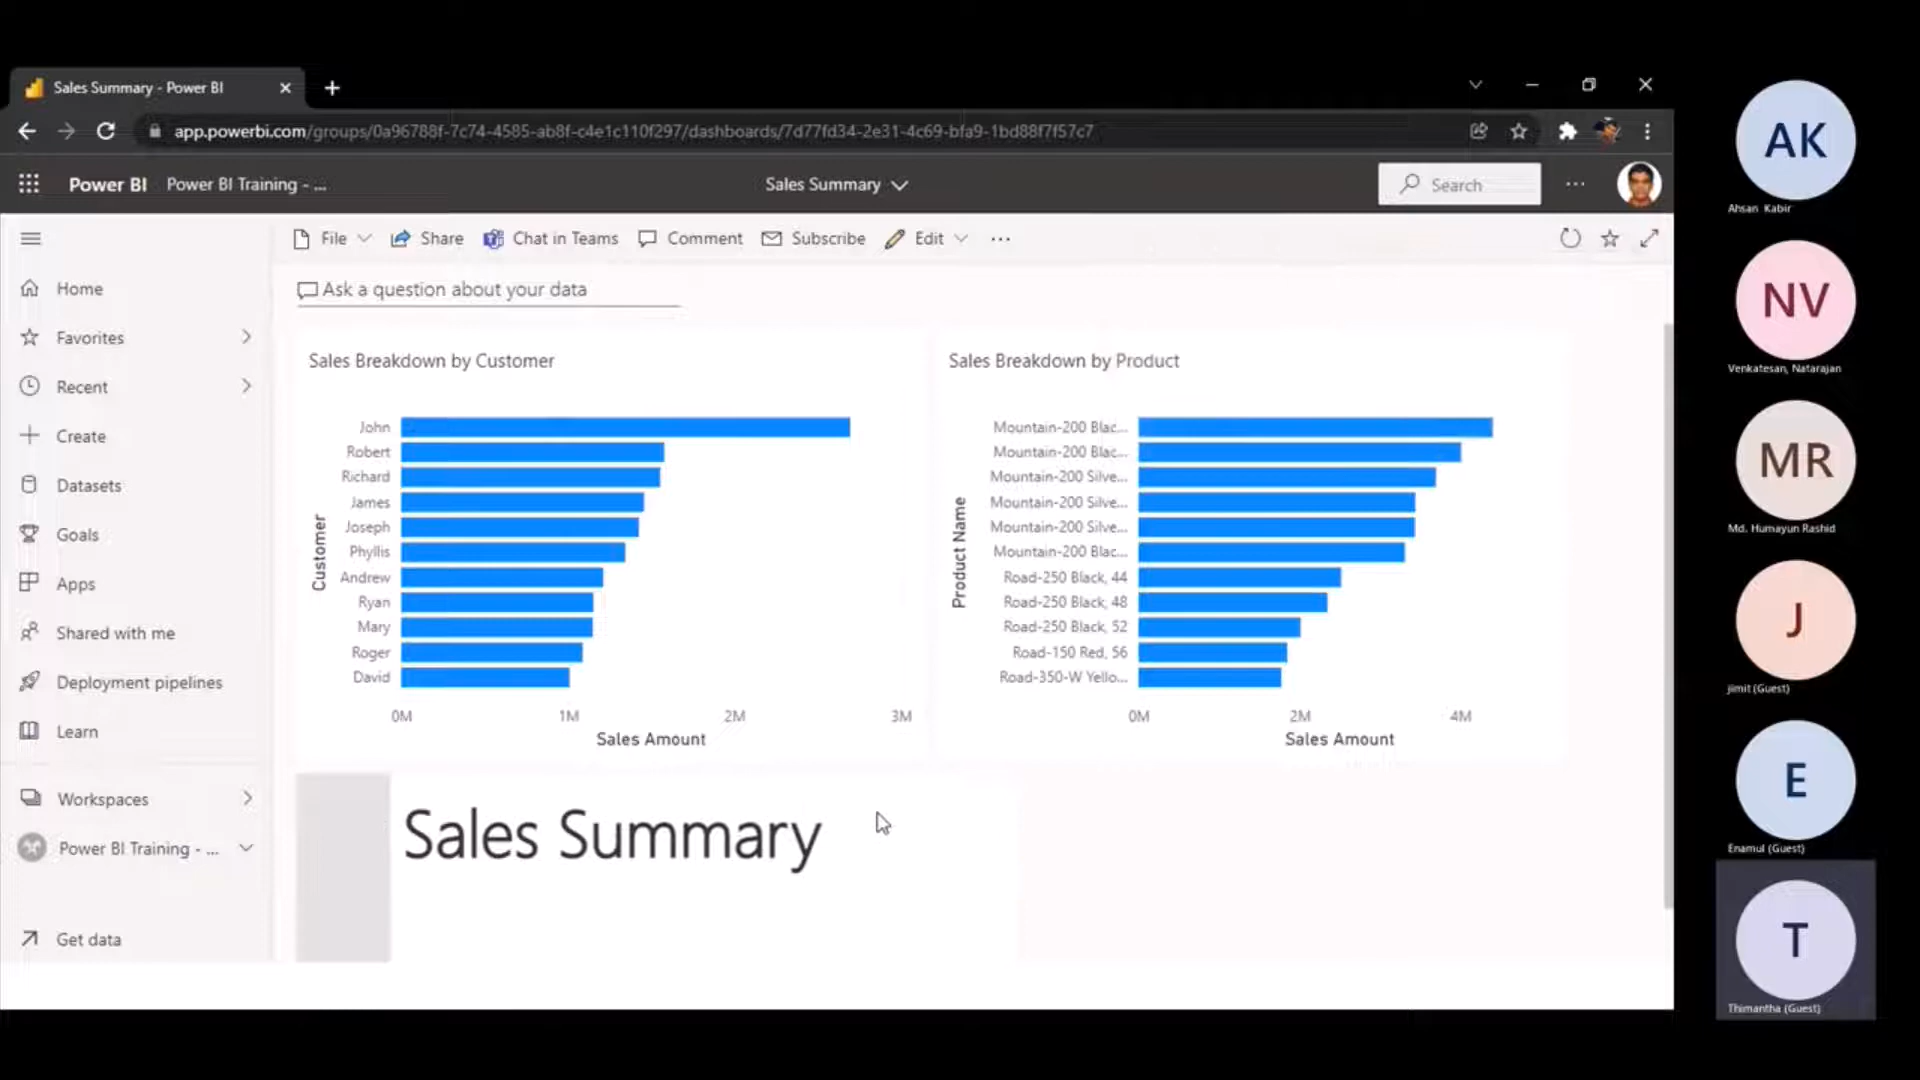 Sales Summary - Power BI
app.powerbi.com/groups/0a96788f-7c74-4585-ab8f-c4e1c110f297/dashboards/7d77fd34-2e31-4c69-bfa9-1bd88f7f57c7
Power BI Power BI Training - ...
Sales Summary
Search
File
Share
Chat in Teams
Comment
Subscribe
Edit
Home
Favorites
Recent
Create
Datasets
Goals
Apps
Shared with me
Deployment pipelines
Learn
Workspaces
Power BI Training - ...
Get data
Ask a question about your data
Sales Breakdown by Customer
Customer
John
Robert
Richard
James
Joseph
Phyllis
Andrew
Ryan
Mary
Roger
David
0M 1M 2M 3M
Sales Amount
Sales Breakdown by Product
Product Name
Mountain-200 Blac...
Mountain-200 Blac...
Mountain-200 Silve...
Mountain-200 Silve...
Mountain-200 Silve...
Mountain-200 Blac...
Road-250 Black, 44
Road-250 Black, 48
Road-250 Black, 52
Road-150 Red, 56
Road-350-W Yello...
0M 2M 4M
Sales Amount
Sales Summary
AK
Ahsan Kabir
NV
Venkatesan, Natarajan
MR
Md. Humayun Rashid
J
jimit (Guest)
E
Enamul (Guest)
T
Thimantha (Guest)